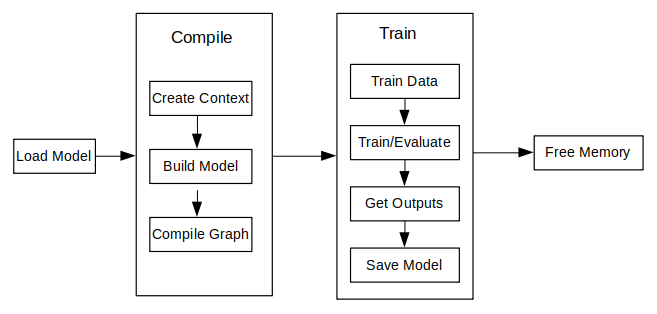 Load Model
Compile
Create Context
Build Model
Compile Graph
Train
Train Data
Train/Evaluate
Get Outputs
Save Model
Free Memory